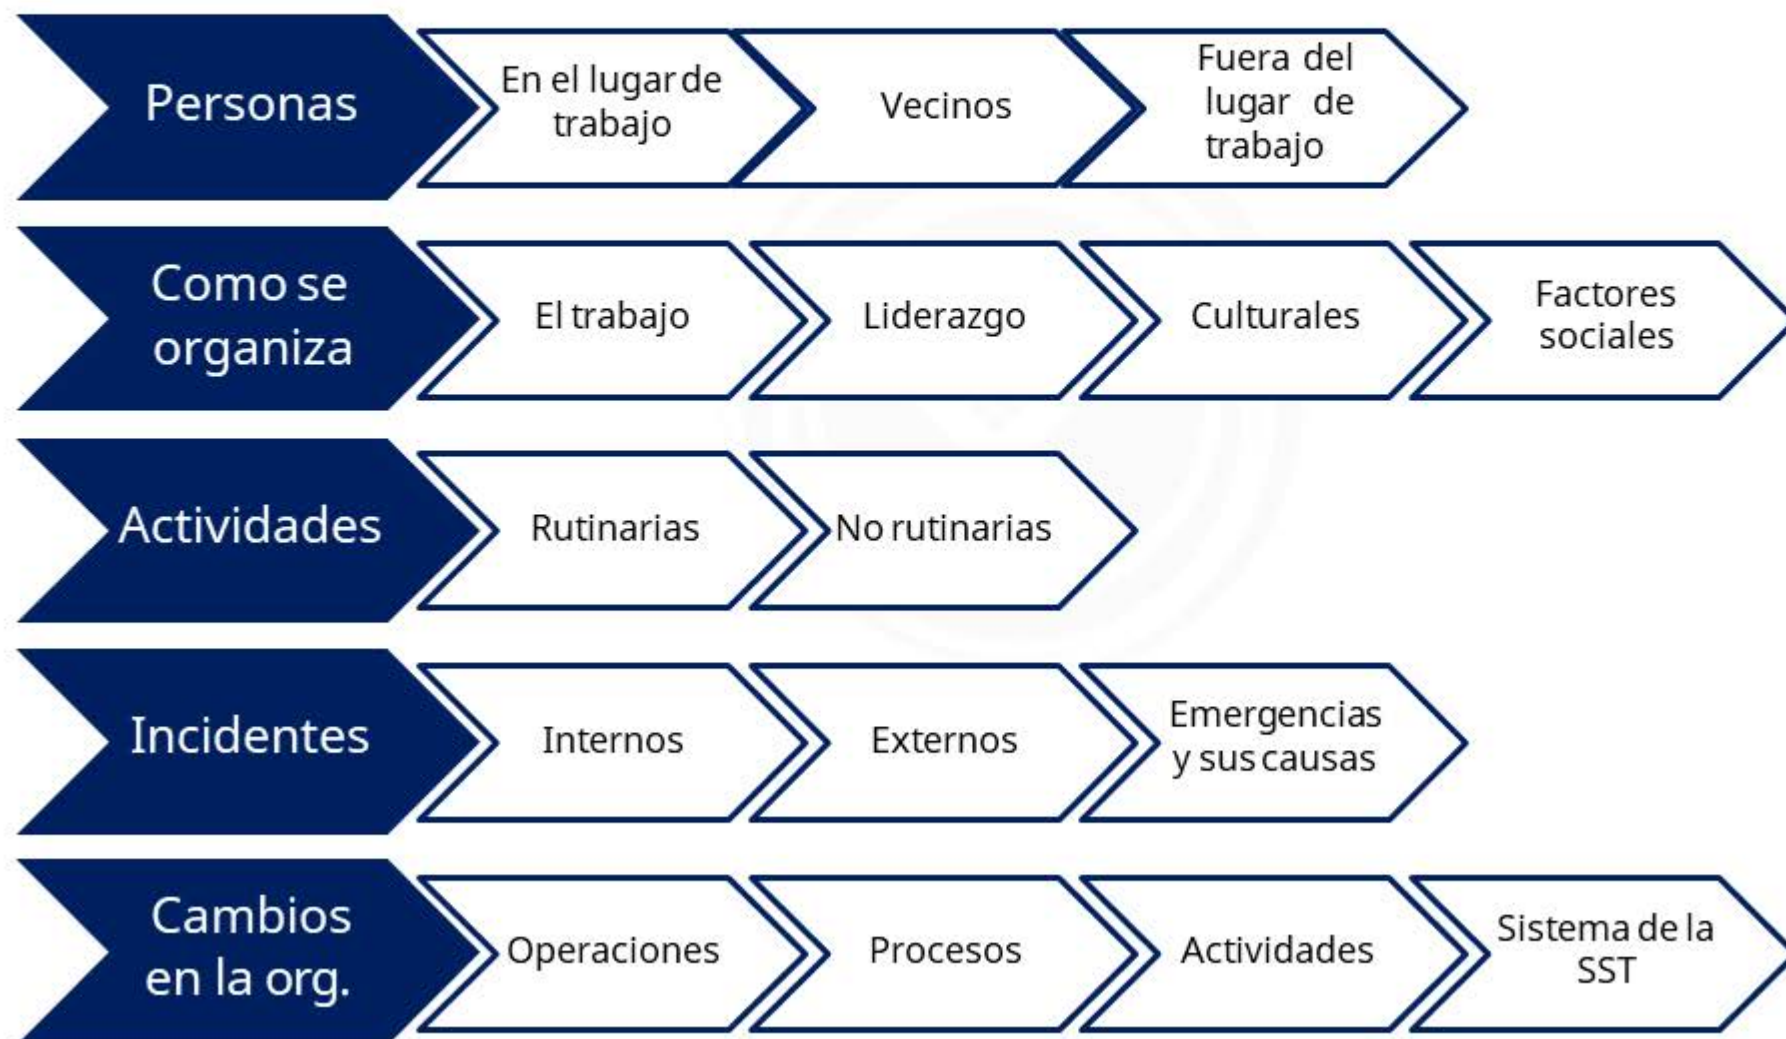 Personas
En el lugar de
trabajo
Vecinos
Fuera del
lugar de
trabajo
Como se
organiza
El trabajo
Liderazgo
Culturales
Factores
sociales
Actividades
Rutinarias
No rutinarias
Incidentes
Internos
Externos
Emergencias
y sus causas
Cambios
en la org.
Operaciones
Procesos
Actividades
Sistema de la
SST